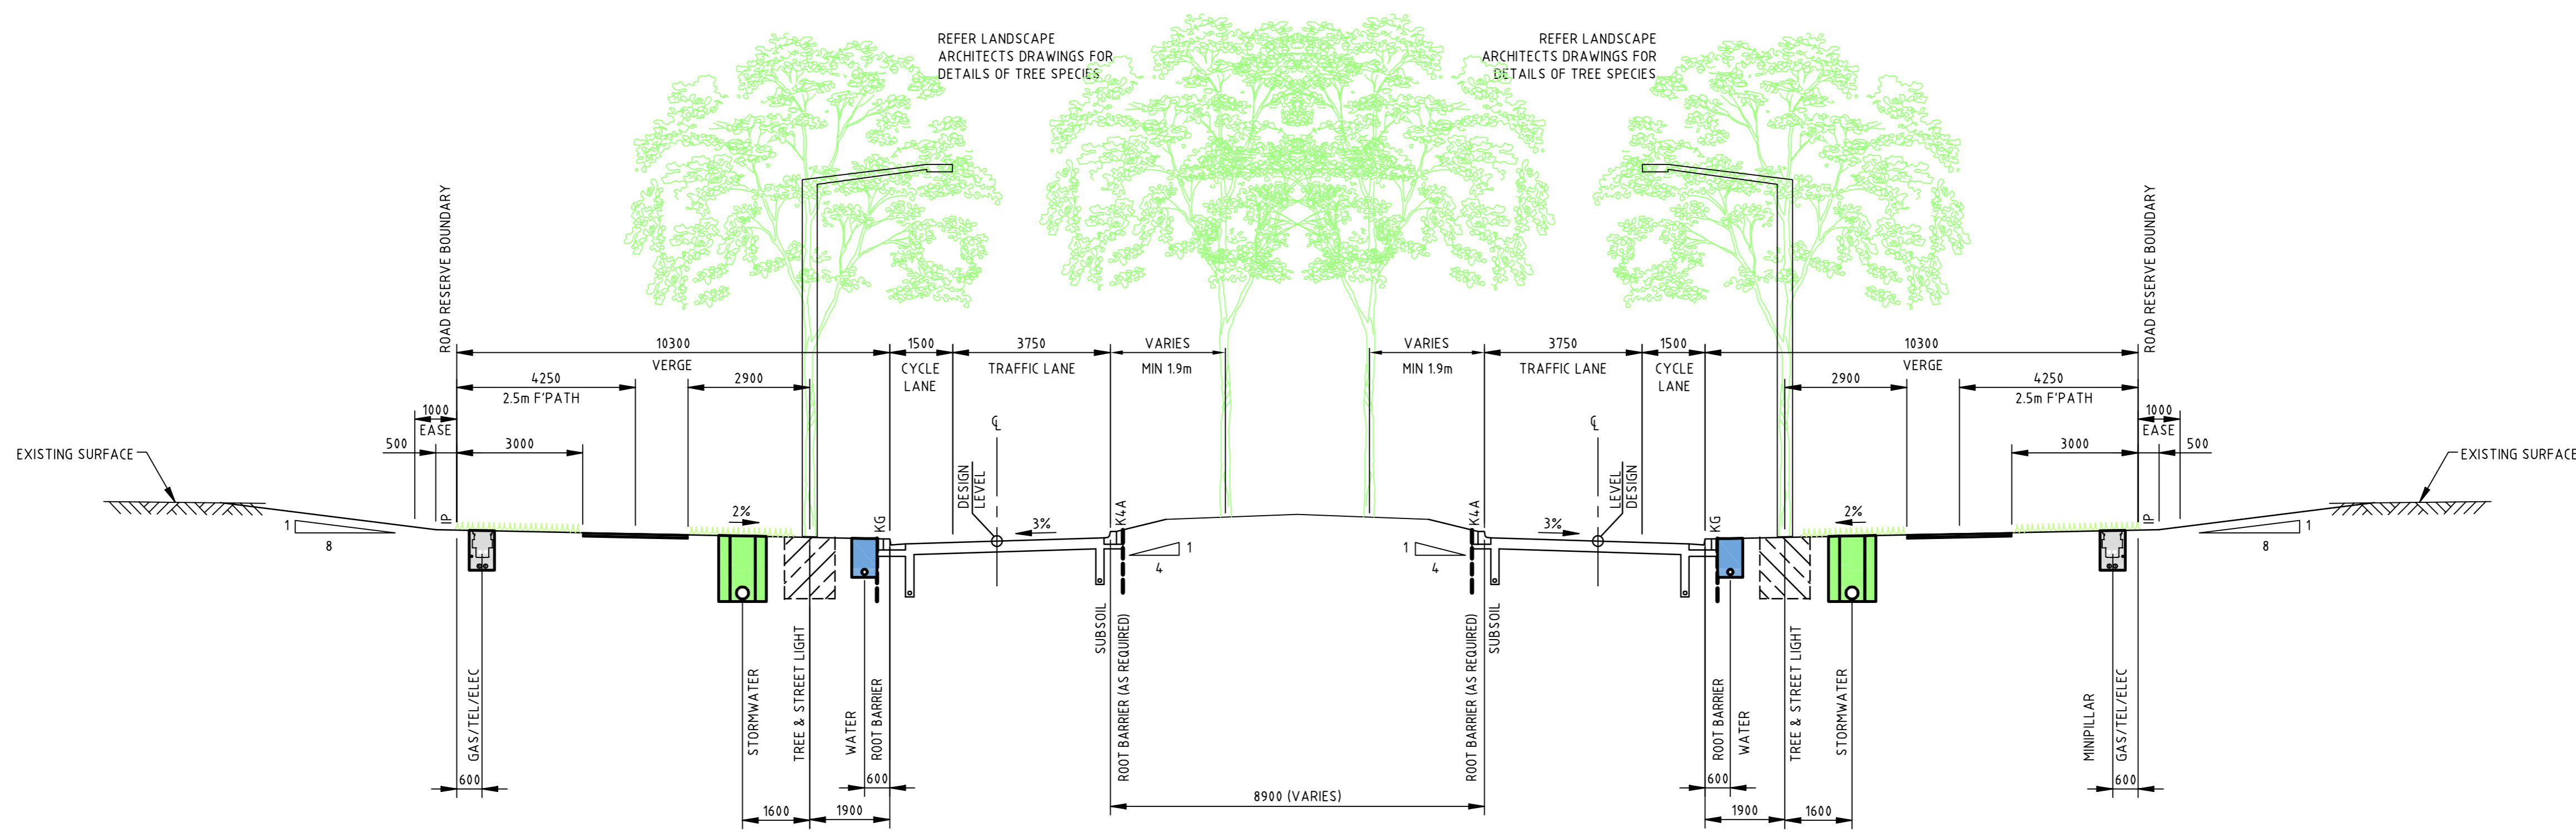 REFER LANDSCAPE
ARCHITECTS DRAWINGS FOR
DETAILS OF TREE SPECIES
REFER LANDSCAPE
ARCHITECTS DRAWINGS FOR
DETAILS OF TREE SPECIES
ROAD RESERVE BOUNDARY
ROAD RESERVE BOUNDARY
10300
VERGE
1500
CYCLE
LANE
3750
TRAFFIC LANE
VARIES
MIN 1.9m
VARIES
MIN 1.9m
3750
TRAFFIC LANE
1500
CYCLE
LANE
10300
VERGE
4250
2.5m F'PATH
2900
2900
4250
2.5m F'PATH
1000
EASE
500
3000
3000
1000
EASE
500
EXISTING SURFACE
EXISTING SURFACE
℄
℄
DESIGN
LEVEL
LEVEL
DESIGN
IP
2%
KG
3%
K4A
K4A
3%
KG
2%
IP
1
8
1
4
1
4
1
8
GAS/TEL/ELEC
STORMWATER
TREE & STREET LIGHT
WATER
ROOT BARRIER
SUBSOIL
ROOT BARRIER (AS REQUIRED)
ROOT BARRIER (AS REQUIRED)
SUBSOIL
ROOT BARRIER
WATER
TREE & STREET LIGHT
STORMWATER
MINIPILLAR
GAS/TEL/ELEC
600
600
600
600
1600
1900
8900 (VARIES)
1900
1600